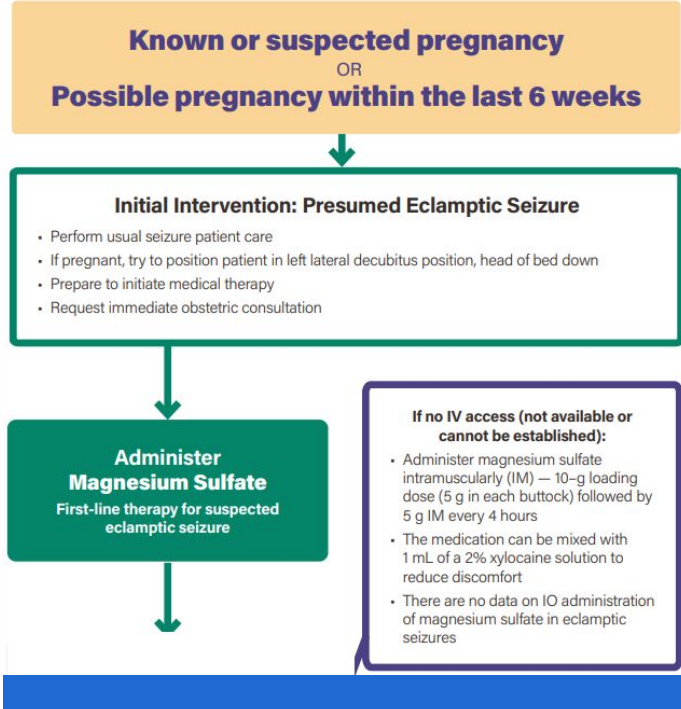 Known or suspected pregnancy
OR
Possible pregnancy within the last 6 weeks
Initial Intervention: Presumed Eclamptic Seizure
• Perform usual seizure patient care
• If pregnant, try to position patient in left lateral decubitus position, head of bed down
• Prepare to initiate medical therapy
• Request immediate obstetric consultation
Administer
Magnesium Sulfate
First-line therapy for suspected
eclamptic seizure
If no IV access (not available or
cannot be established):
• Administer magnesium sulfate
intramuscularly (IM) — 10-g loading
dose (5 g in each buttock) followed by
5 g IM every 4 hours
• The medication can be mixed with
1 mL of a 2% xylocaine solution to
reduce discomfort
• There are no data on IO administration
of magnesium sulfate in eclamptic
seizures